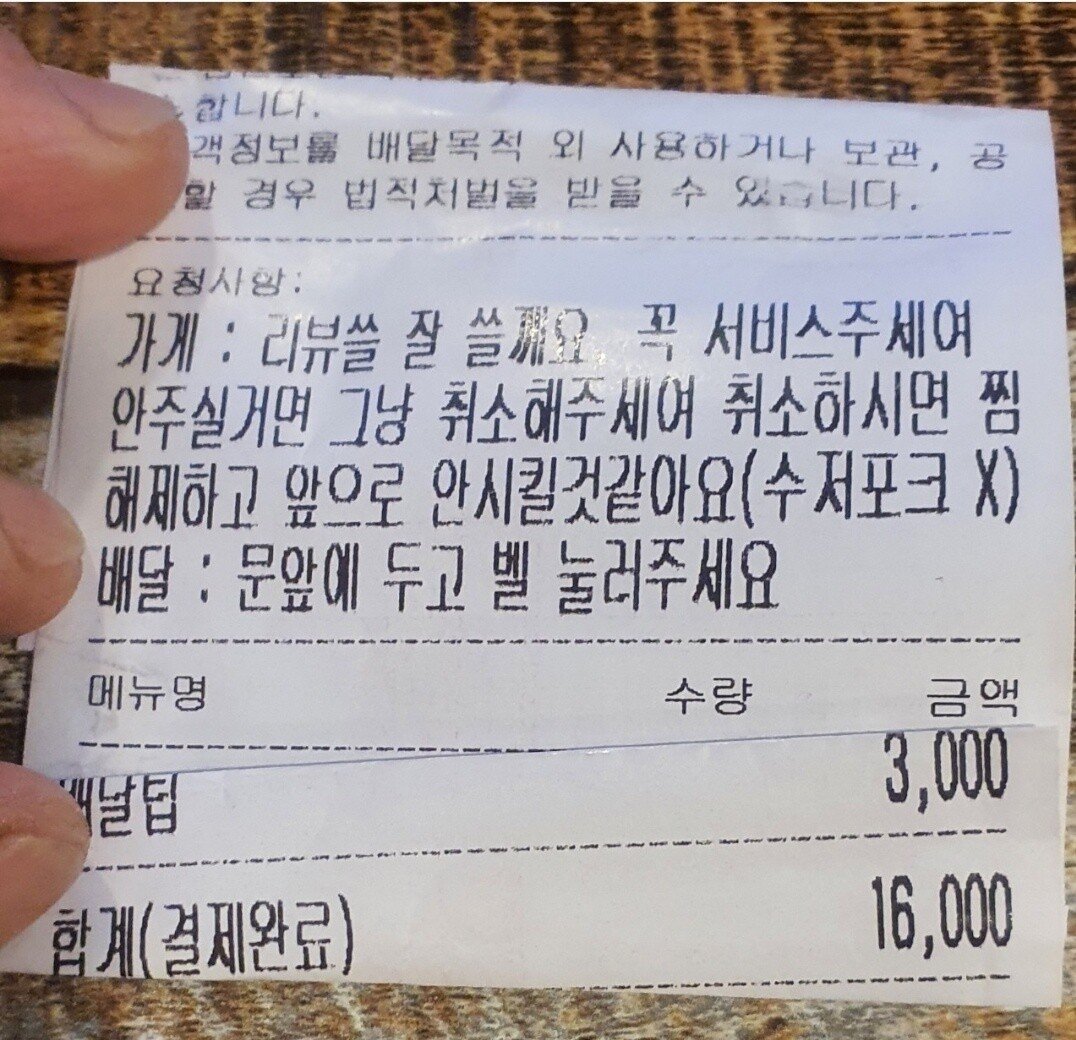 합니다.
객정보를 배달목적 외 사용하거나 보관, 공
할 경우 법적처벌을 받을 수 있습니다.
요청사항:
가게 : 리뷰쓸 잘 쓸께요. 꼭 서비스주세여
안주실거면 그냥 취소해주세여 취소하시면 찜
해제하고 앞으로 안시킬것같아요(수저포크 X)
배달 : 문앞에 두고 벨 눌러주세요
메뉴명 수량 금액
배달팁 3,000
합계(결제완료) 16,000